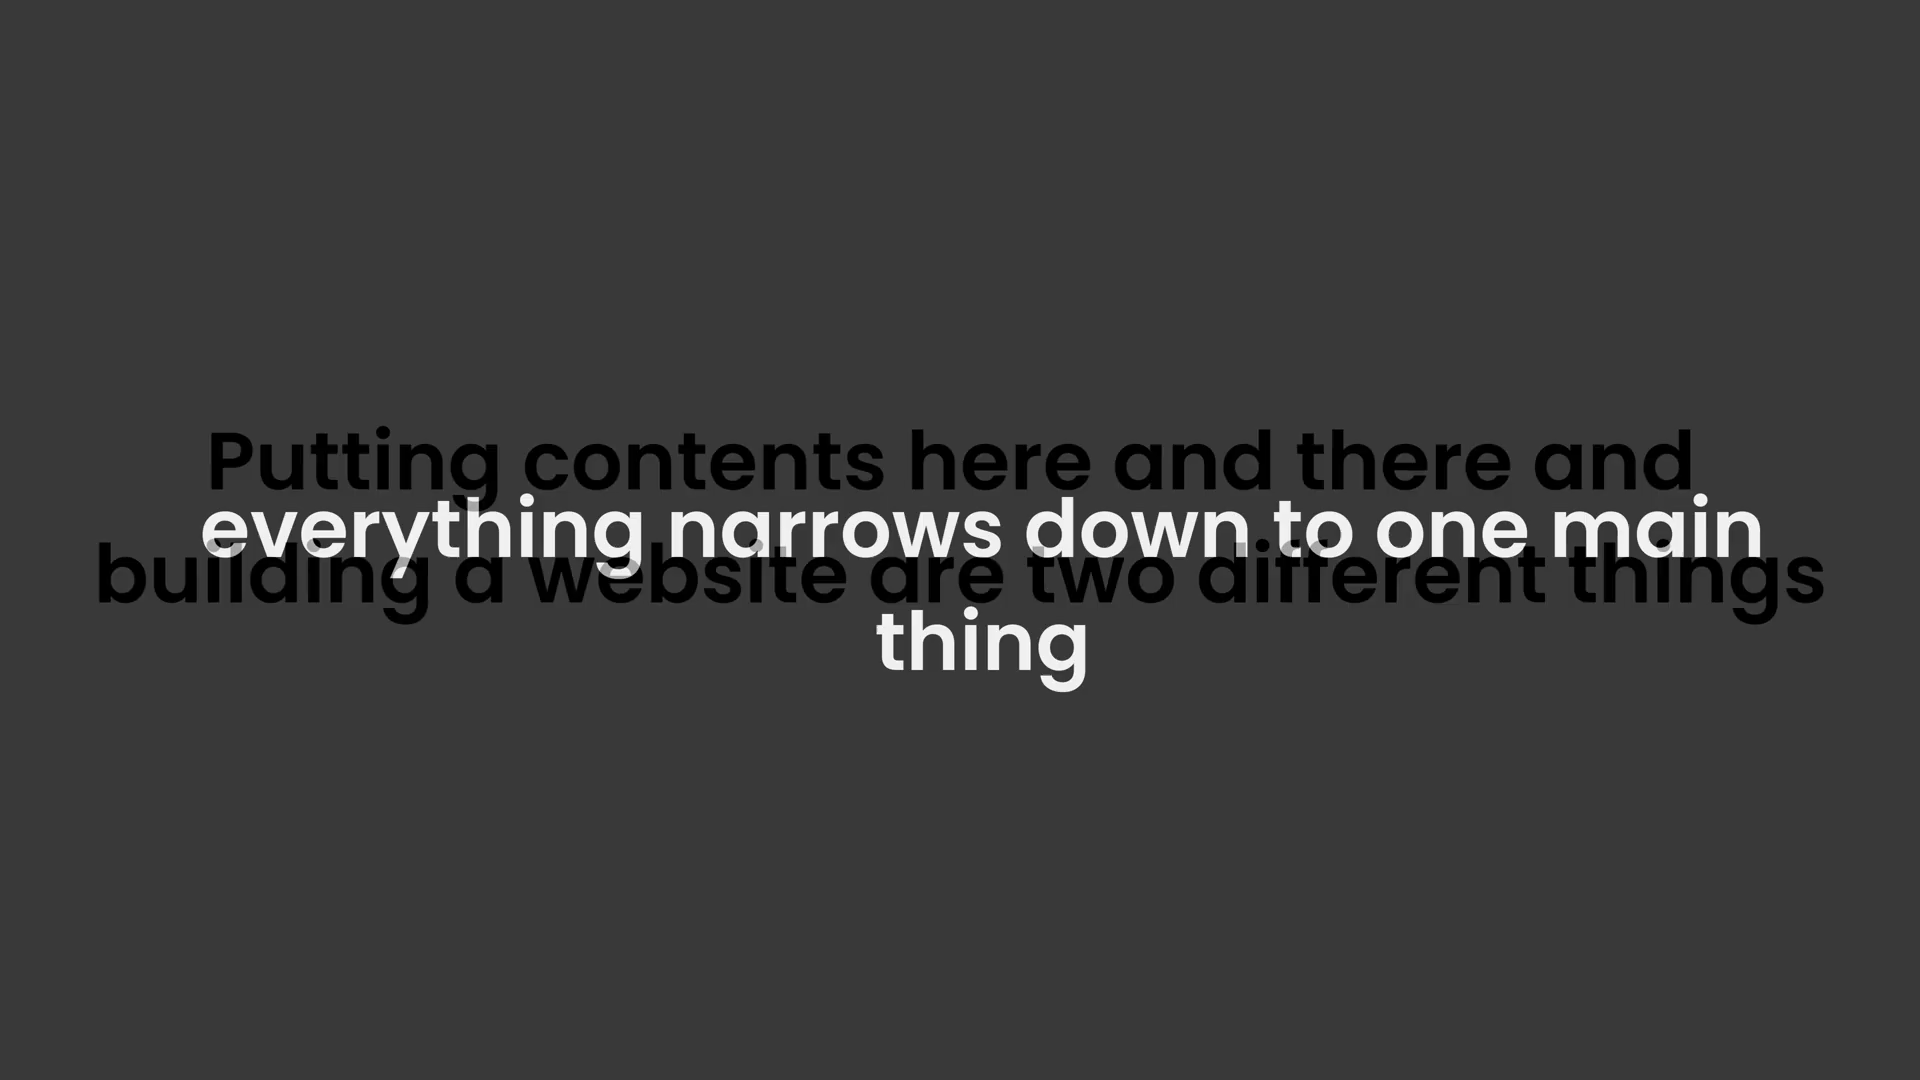 Putting contents here and there and
building a website are two different things
everything narrows down to one main
thing